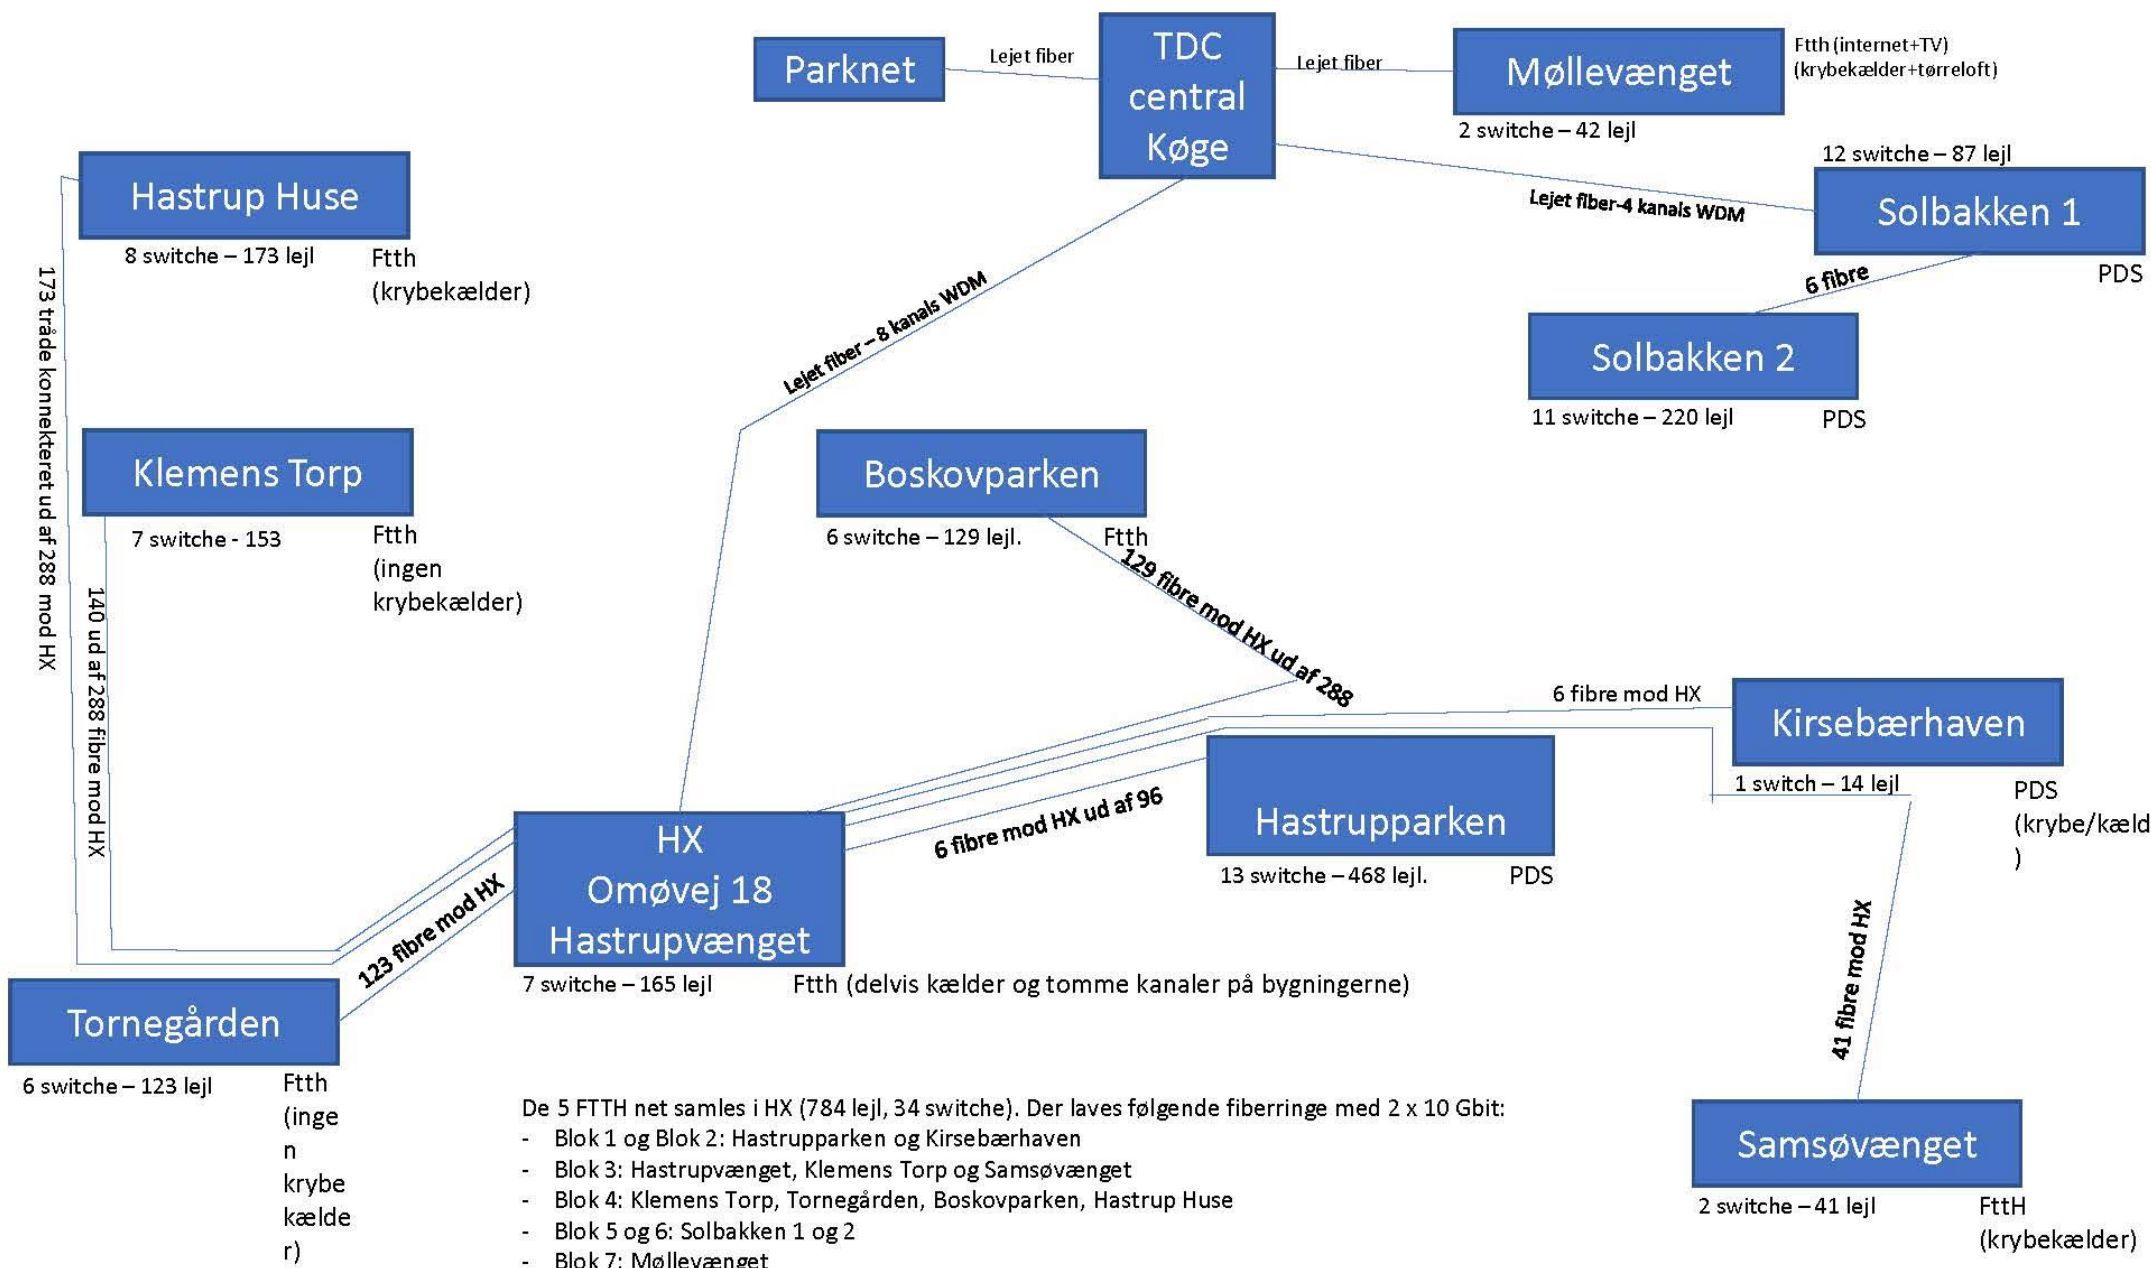 Parknet
Lejet fiber
TDC
central
Køge
Lejet fiber
Møllevænget
Ftth (internet+TV)
(krybekælder+tørreloft)
2 switche – 42 lejl
12 switche – 87 lejl
Lejet fiber-4 kanals WDM
Solbakken 1
PDS
6 fibre
Solbakken 2
11 switche – 220 lejl
PDS
Hastrup Huse
8 switche – 173 lejl
Ftth
(krybekælder)
173 tråde konnekteret ud af 288 mod HX
Lejet fiber – 8 kanals WDM
Klemens Torp
7 switche - 153
Ftth
(ingen
krybekælder)
140 ud af 288 fibre mod HX
Boskovparken
6 switche – 129 lejl.
Ftth
129 fibre mod HX ud af 288
6 fibre mod HX
Kirsebærhaven
1 switch – 14 lejl
PDS
(krybe/kæld
)
Hastrupparken
13 switche – 468 lejl.
PDS
6 fibre mod HX ud af 96
HX
Omøvej 18
Hastrupvænget
7 switche – 165 lejl
Ftth (delvis kælder og tomme kanaler på bygningerne)
123 fibre mod HX
Tornegården
6 switche – 123 lejl
Ftth
(inge
n
krybe
kælde
r)
41 fibre mod HX
Samsøvænget
2 switche – 41 lejl
FttH
(krybekælder)
De 5 FTTH net samles i HX (784 lejl, 34 switche). Der laves følgende fiberringe med 2 x 10 Gbit:
- Blok 1 og Blok 2: Hastrupparken og Kirsebærhaven
- Blok 3: Hastrupvænget, Klemens Torp og Samsøvænget
- Blok 4: Klemens Torp, Tornegården, Boskovparken, Hastrup Huse
- Blok 5 og 6: Solbakken 1 og 2
- Blok 7: Møllevænget